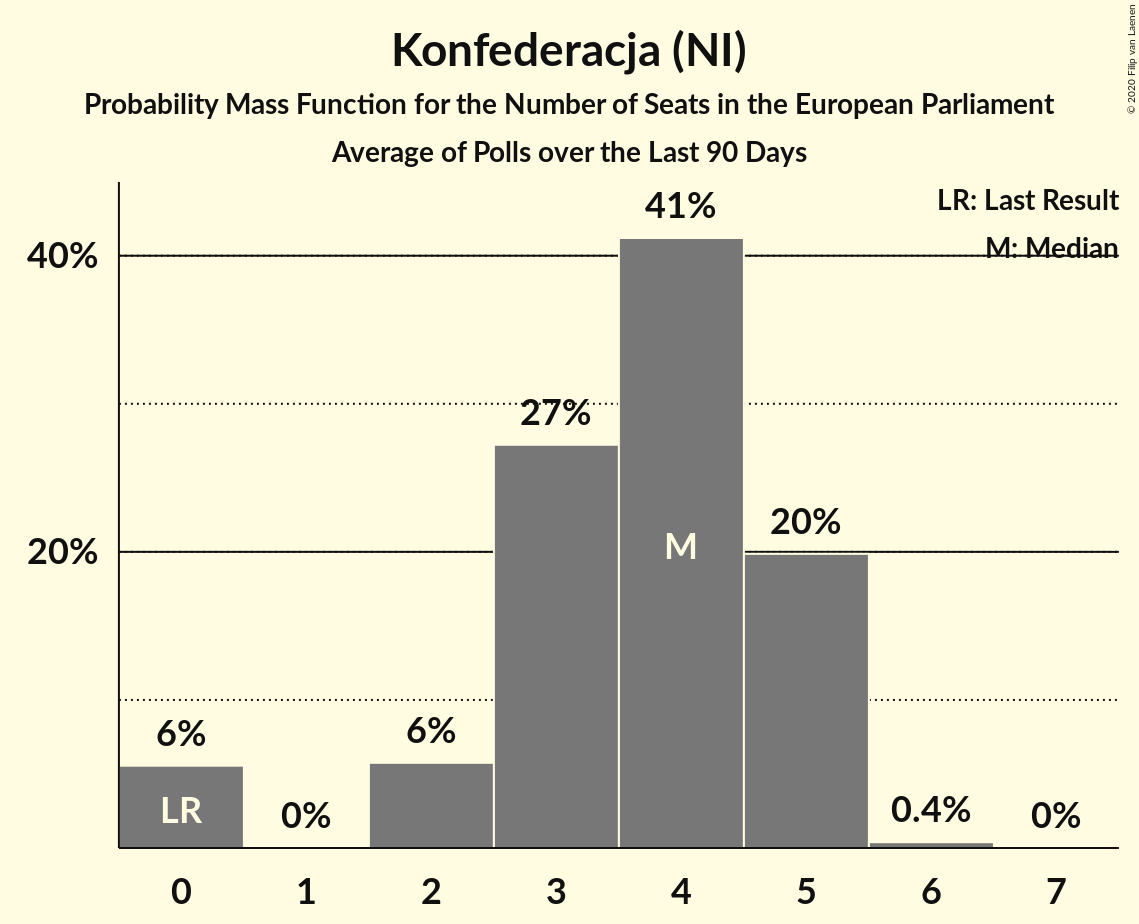 Konfederacja (NI)
Probability Mass Function for the Number of Seats in the European Parliament
Average of Polls over the Last 90 Days
© 2020 Filip van Laenen
LR: Last Result
M: Median
41%
40%
27%
M
20%
20%
6%
6%
LR
0%
0.4%
0%
0 1 2 3 4 5 6 7